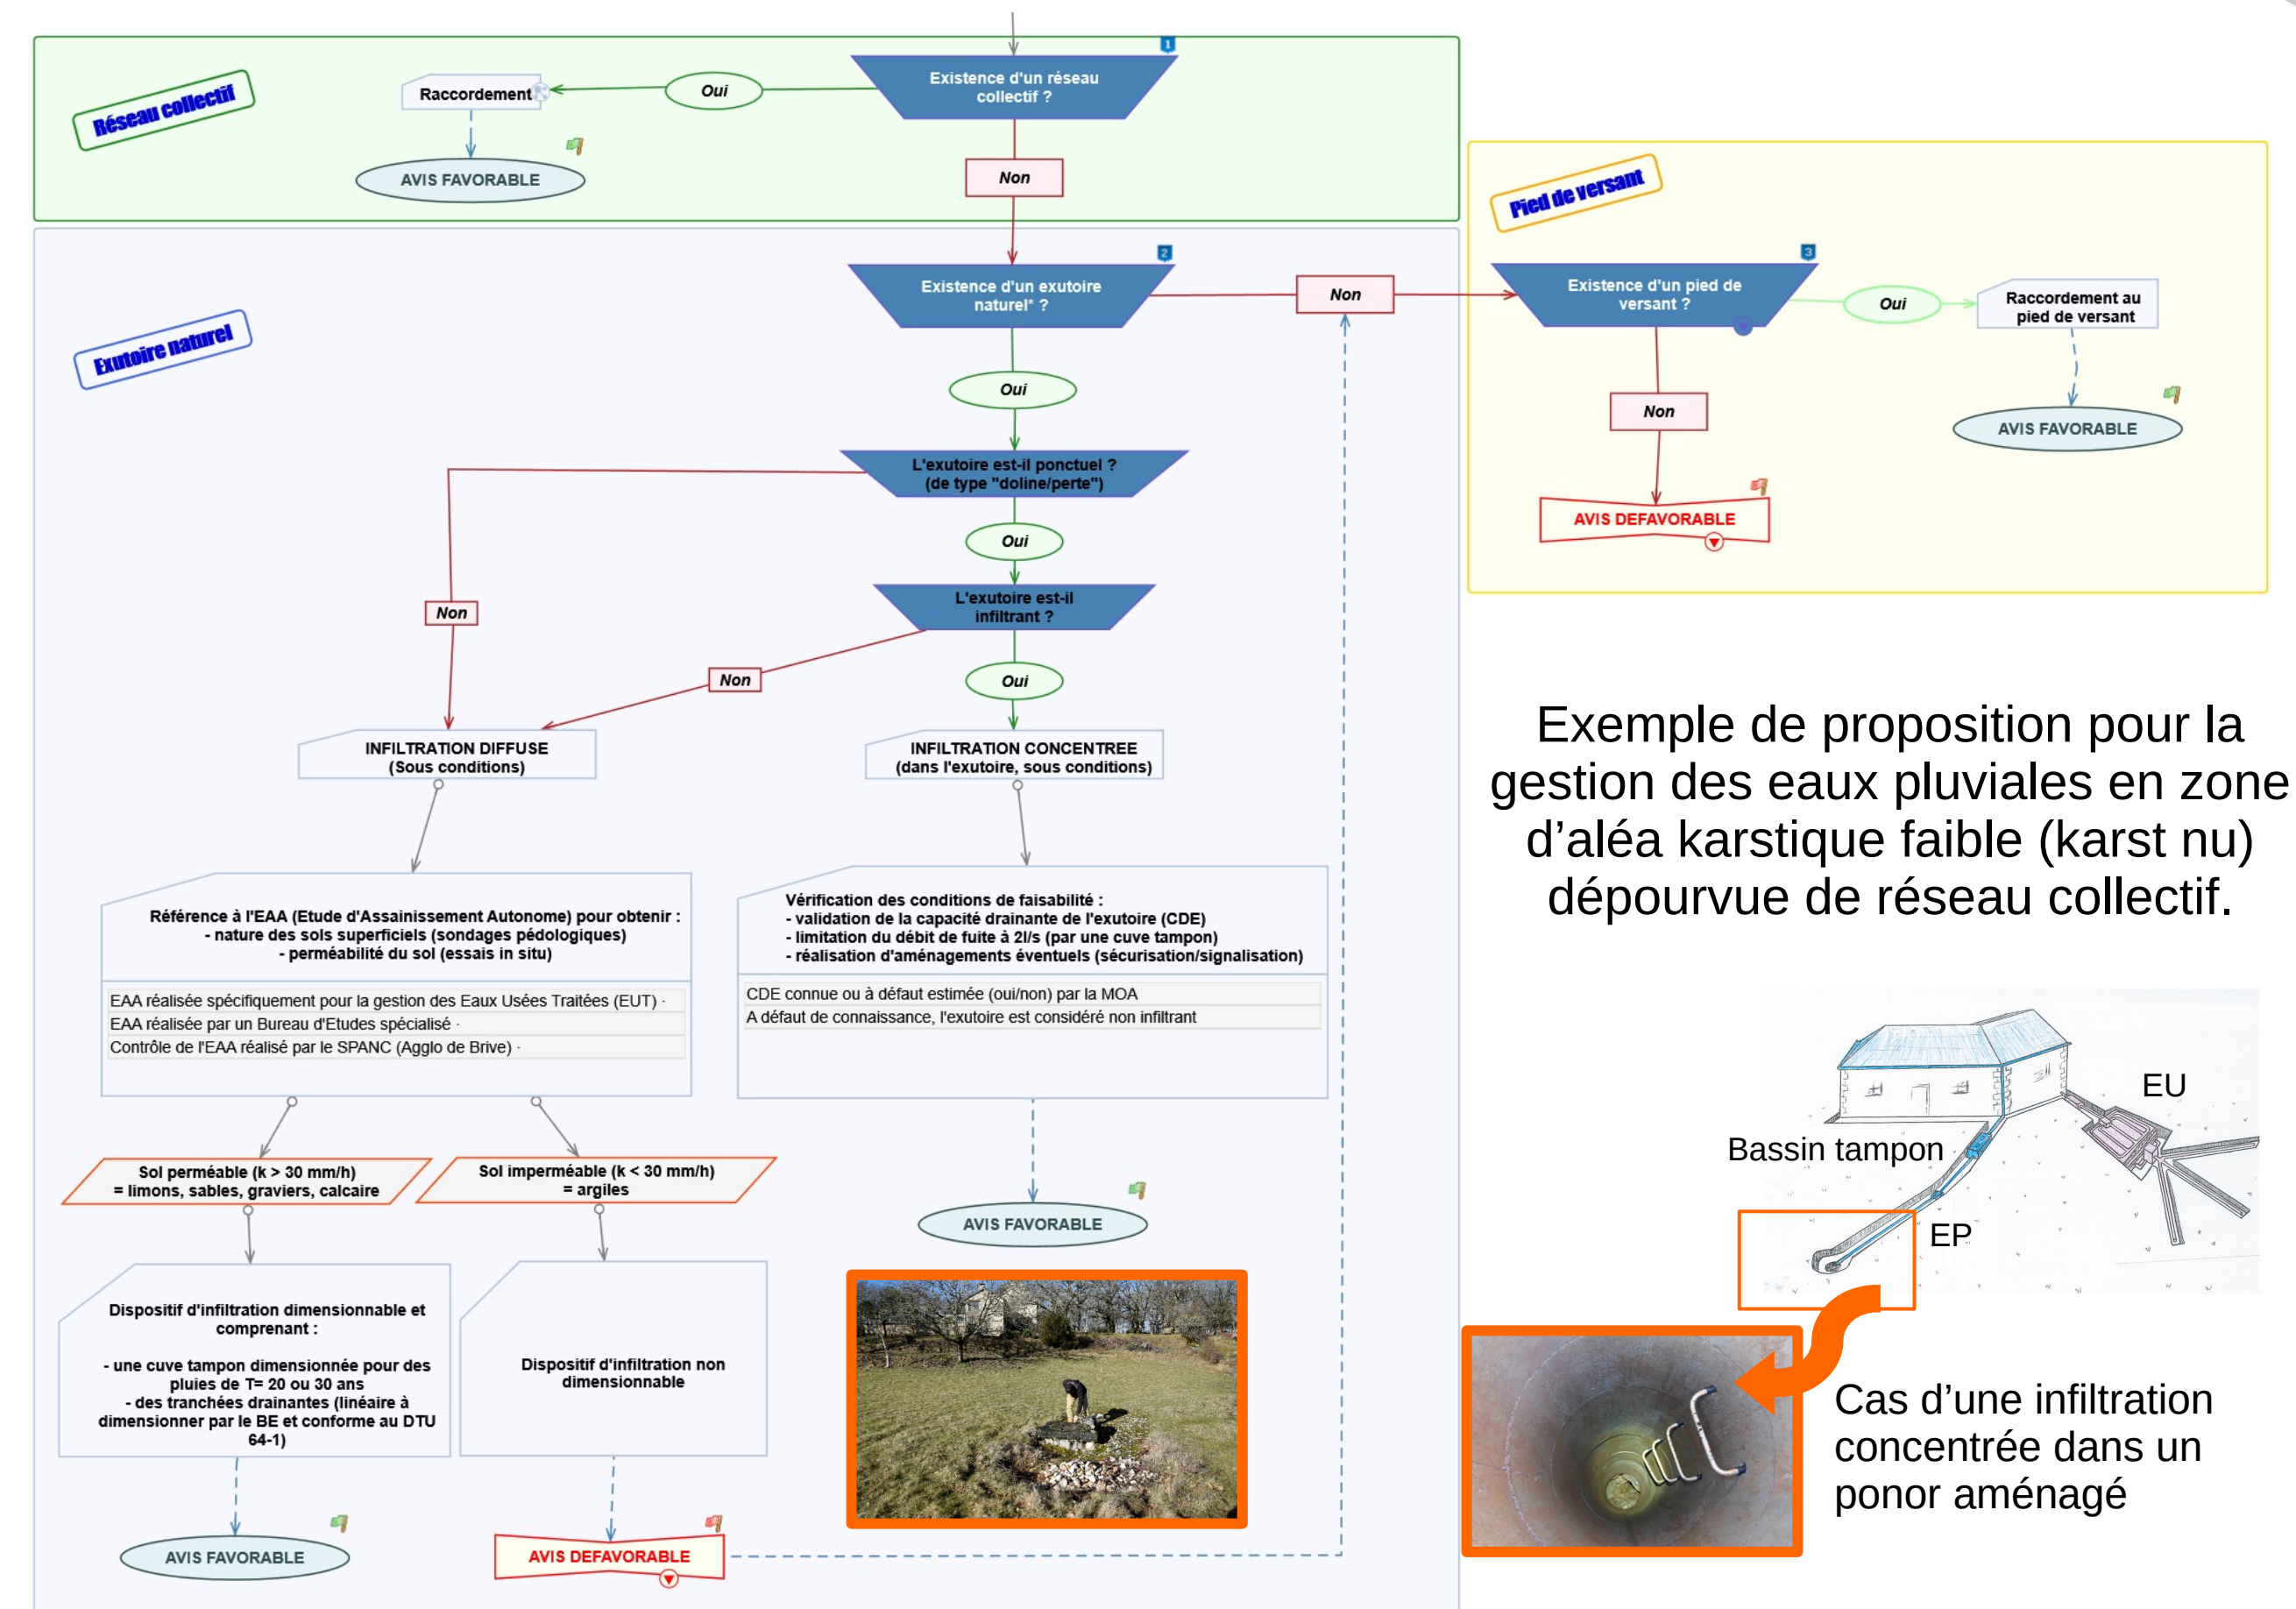 Réseau collectif
Raccordement
Oui
1
Existence d'un réseau
collectif ?
AVIS FAVORABLE
Non
Exutoire naturel
2
Existence d'un exutoire
naturel* ?
Non
Oui
L'exutoire est-il ponctuel ?
(de type "doline/perte")
Oui
Non
L'exutoire est-il
infiltrant ?
Non
Oui
INFILTRATION DIFFUSE
(Sous conditions)
INFILTRATION CONCENTREE
(dans l'exutoire, sous conditions)
Référence à l'EAA (Etude d'Assainissement Autonome) pour obtenir :
- nature des sols superficiels (sondages pédologiques)
- perméabilité du sol (essais in situ)
EAA réalisée spécifiquement pour la gestion des Eaux Usées Traitées (EUT) ·
EAA réalisée par un Bureau d'Etudes spécialisé ·
Contrôle de l'EAA réalisé par le SPANC (Agglo de Brive) ·
Vérification des conditions de faisabilité :
- validation de la capacité drainante de l'exutoire (CDE)
- limitation du débit de fuite à 2l/s (par une cuve tampon)
- réalisation d'aménagements éventuels (sécurisation/signalisation)
CDE connue ou à défaut estimée (oui/non) par la MOA
A défaut de connaissance, l'exutoire est considéré non infiltrant
Sol perméable (k > 30 mm/h)
= limons, sables, graviers, calcaire
Sol imperméable (k < 30 mm/h)
= argiles
AVIS FAVORABLE
Dispositif d'infiltration dimensionnable et
comprenant :
- une cuve tampon dimensionnée pour des
pluies de T= 20 ou 30 ans
- des tranchées drainantes (linéaire à
dimensionner par le BE et conforme au DTU
64-1)
Dispositif d'infiltration non
dimensionnable
AVIS FAVORABLE
AVIS DEFAVORABLE
Pied de versant
3
Existence d'un pied de
versant ?
Oui
Raccordement au
pied de versant
Non
AVIS FAVORABLE
AVIS DEFAVORABLE
Exemple de proposition pour la
gestion des eaux pluviales en zone
d’aléa karstique faible (karst nu)
dépourvue de réseau collectif.
EU
Bassin tampon
EP
Cas d’une infiltration
concentrée dans un
ponor aménagé